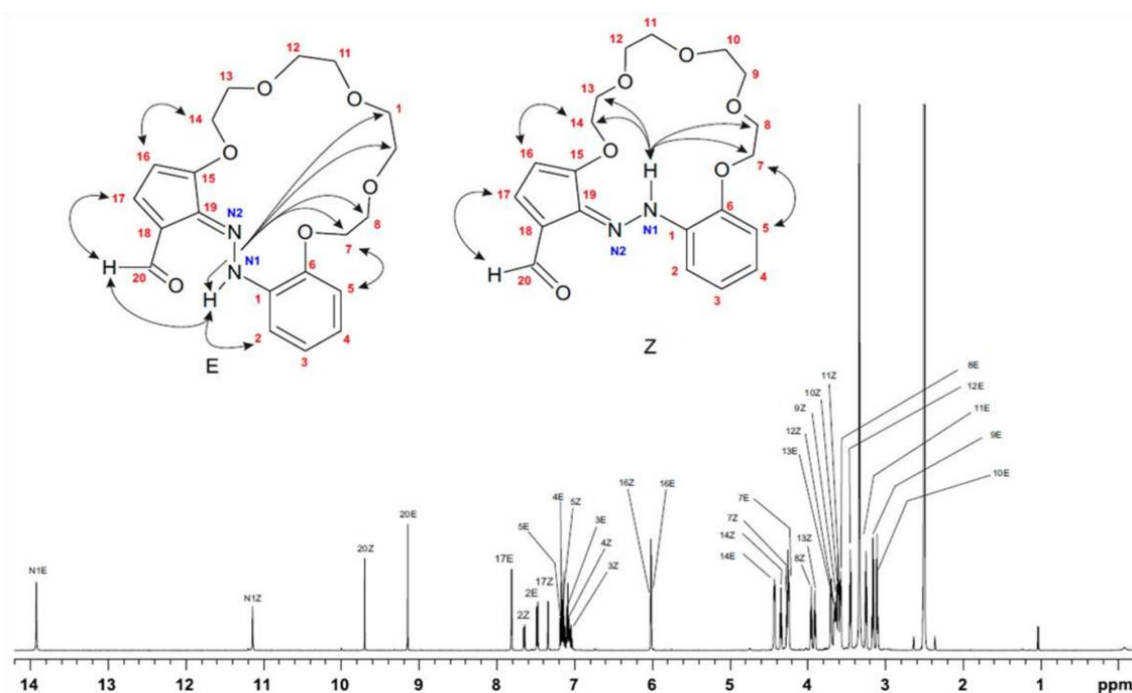 12
11
13
O
O
1
14
16
O
O
15
17
8
19
N2
18
N
O
7
H
N1
6
20
O
N
5
H
1
2
4
3
E
11
12
10
O
13
O
9
O
14
8
16
O
15
H
O
7
17
19
6
18
N
N
5
N2
N1
1
H
20
2
4
O
3
Z
N1E
N1Z
20Z
20E
17E
2Z
2E
17Z
5E
4E
5Z
3E
4Z
3Z
16Z
16E
14E
14Z
7Z
7E
8Z
13Z
13E
12Z
9Z
10Z
11Z
8E
12E
11E
9E
10E
14 13 12 11 10 9 8 7 6 5 4 3 2 1 ppm